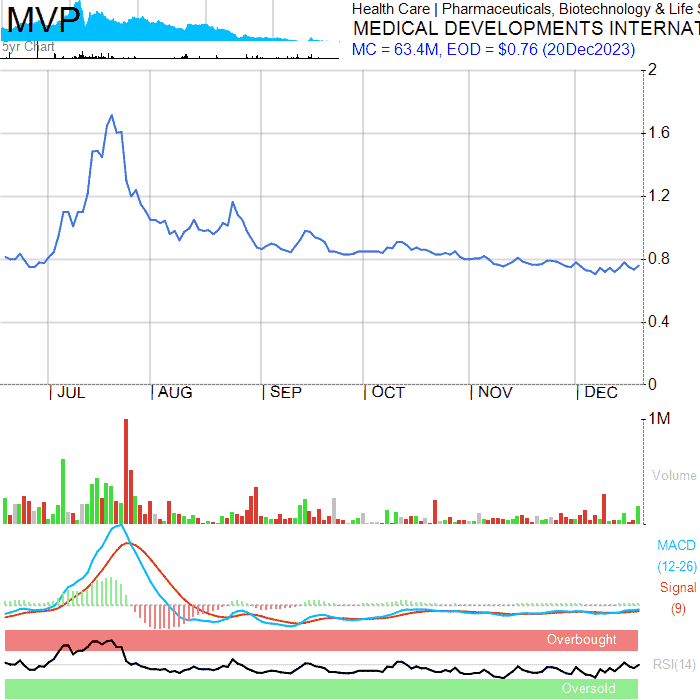 MVP
5yr Chart
Health Care | Pharmaceuticals, Biotechnology & Life S
MEDICAL DEVELOPMENTS INTERNAT
MC = 63.4M, EOD = $0.76 (20Dec2023)
2
1.6
1.2
0.8
0.4
0
| JUL | AUG | SEP | OCT | NOV | DEC
1M
Volume
MACD
(12-26)
Signal
(9)
Overbought
RSI(14)
Oversold